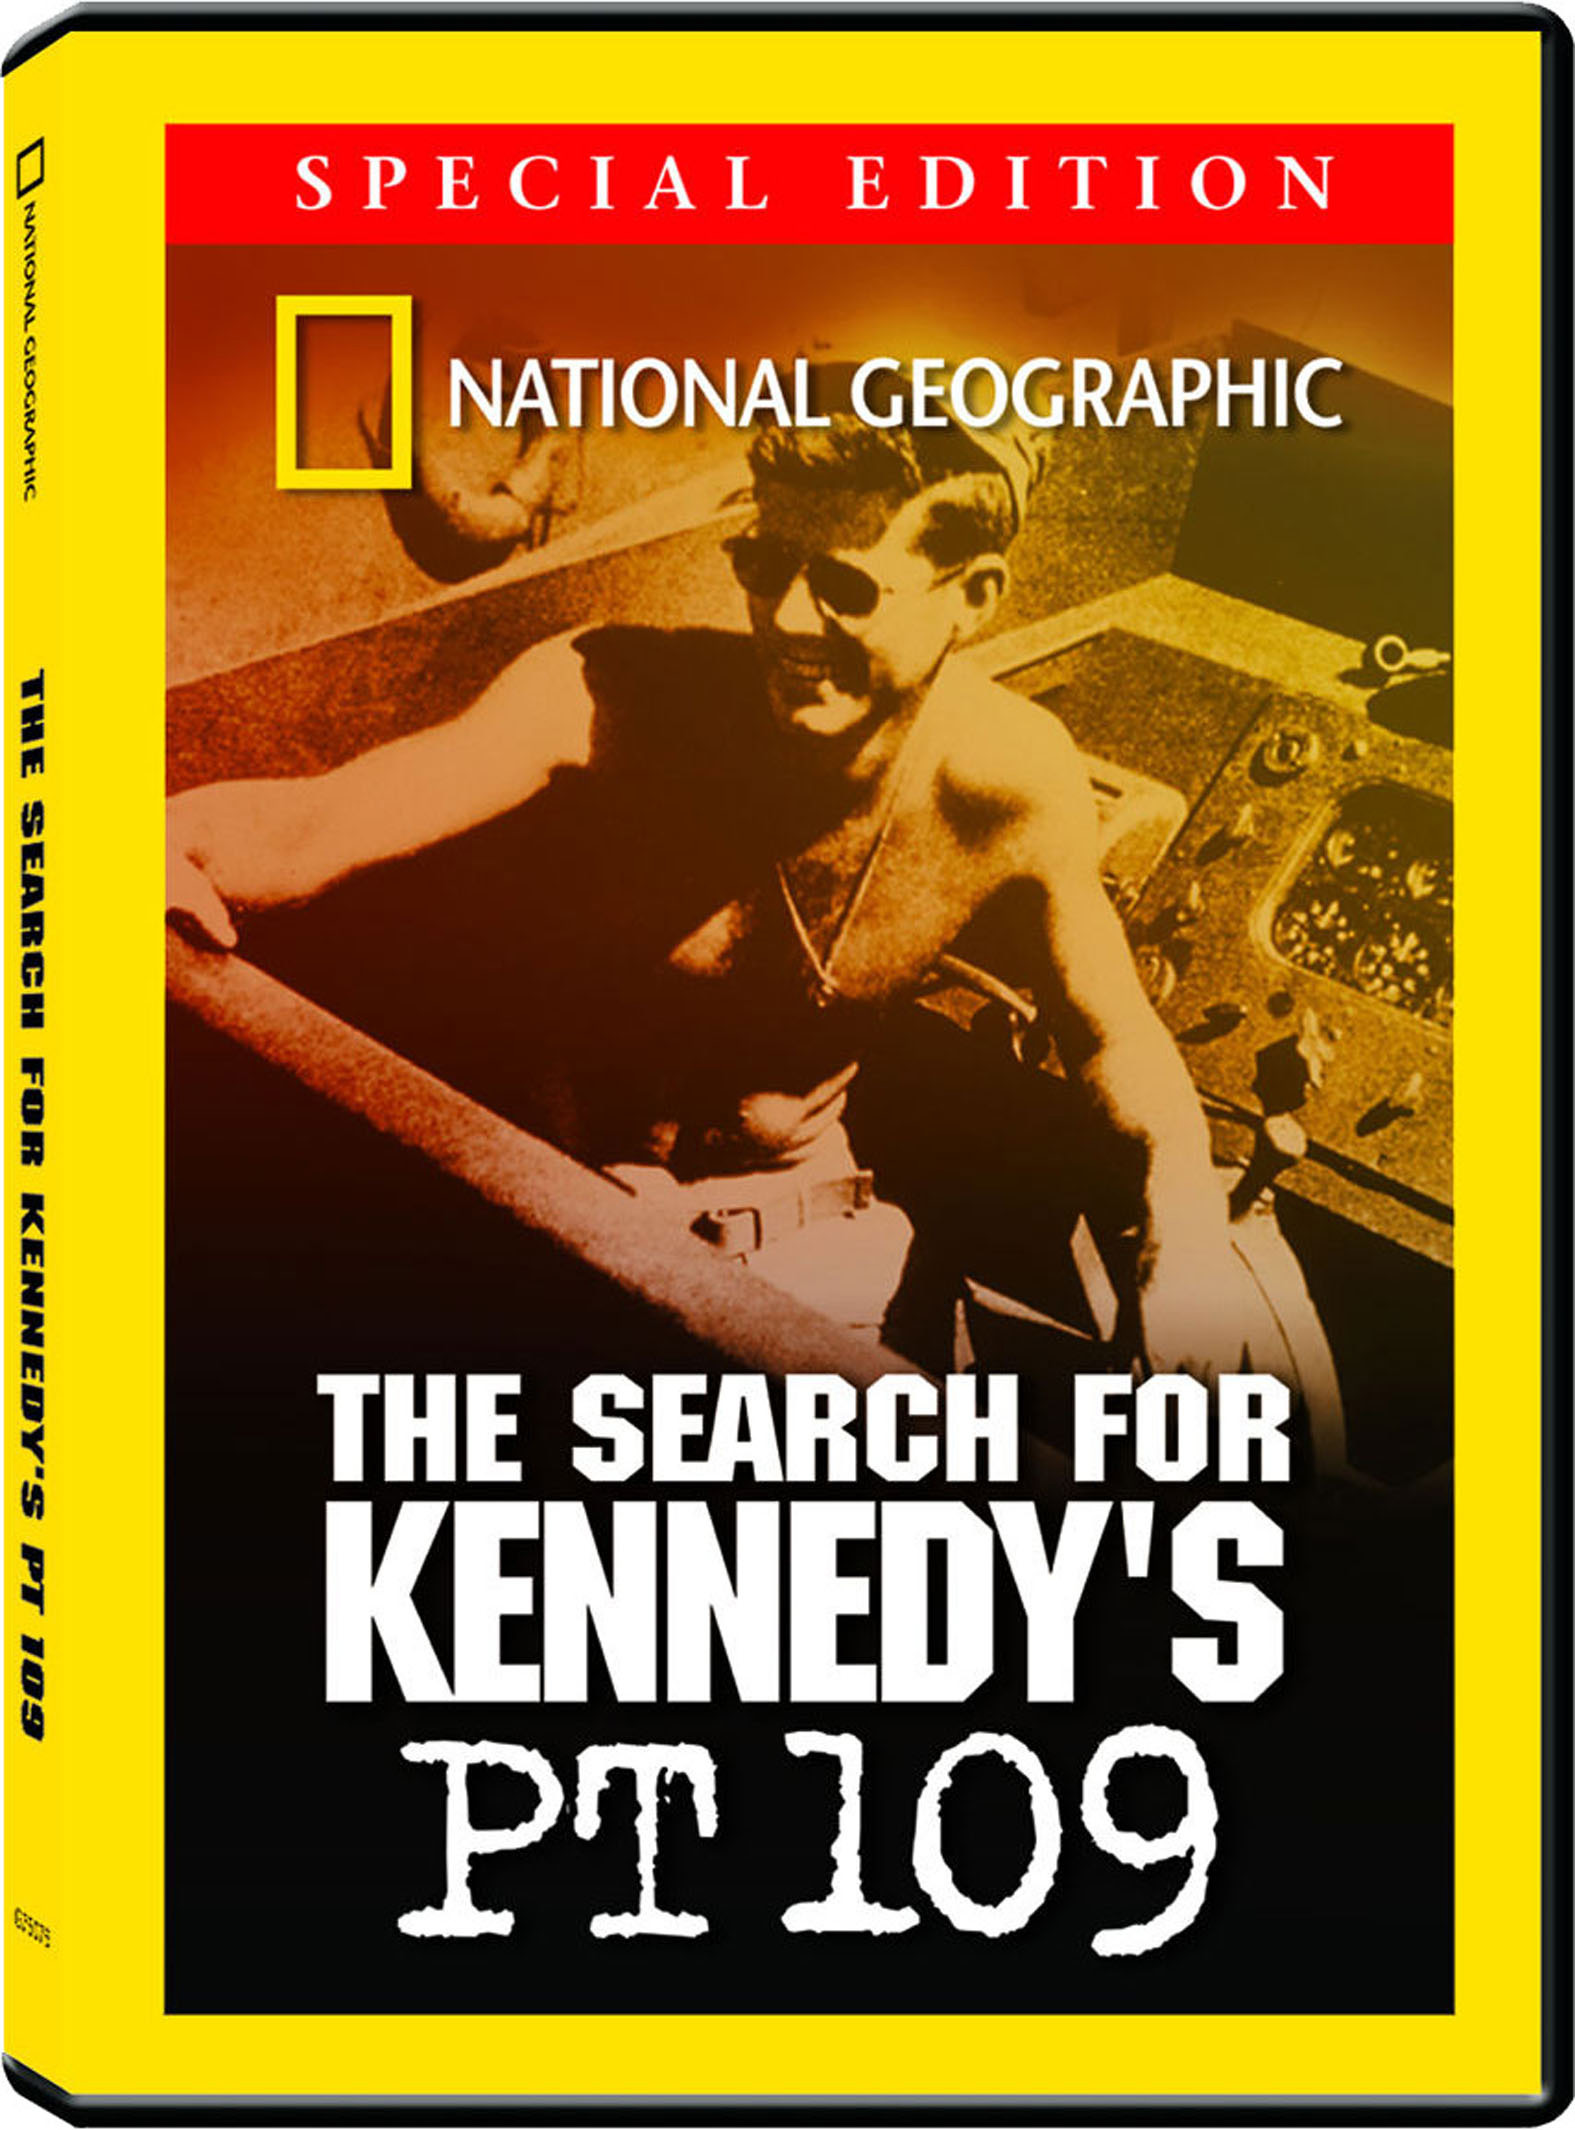 SPECIAL EDITION
NATIONAL GEOGRAPHIC
THE SEARCH FOR
KENNEDY'S
PT 109
NATIONAL GEOGRAPHIC
THE SEARCH FOR KENNEDY'S PT 109